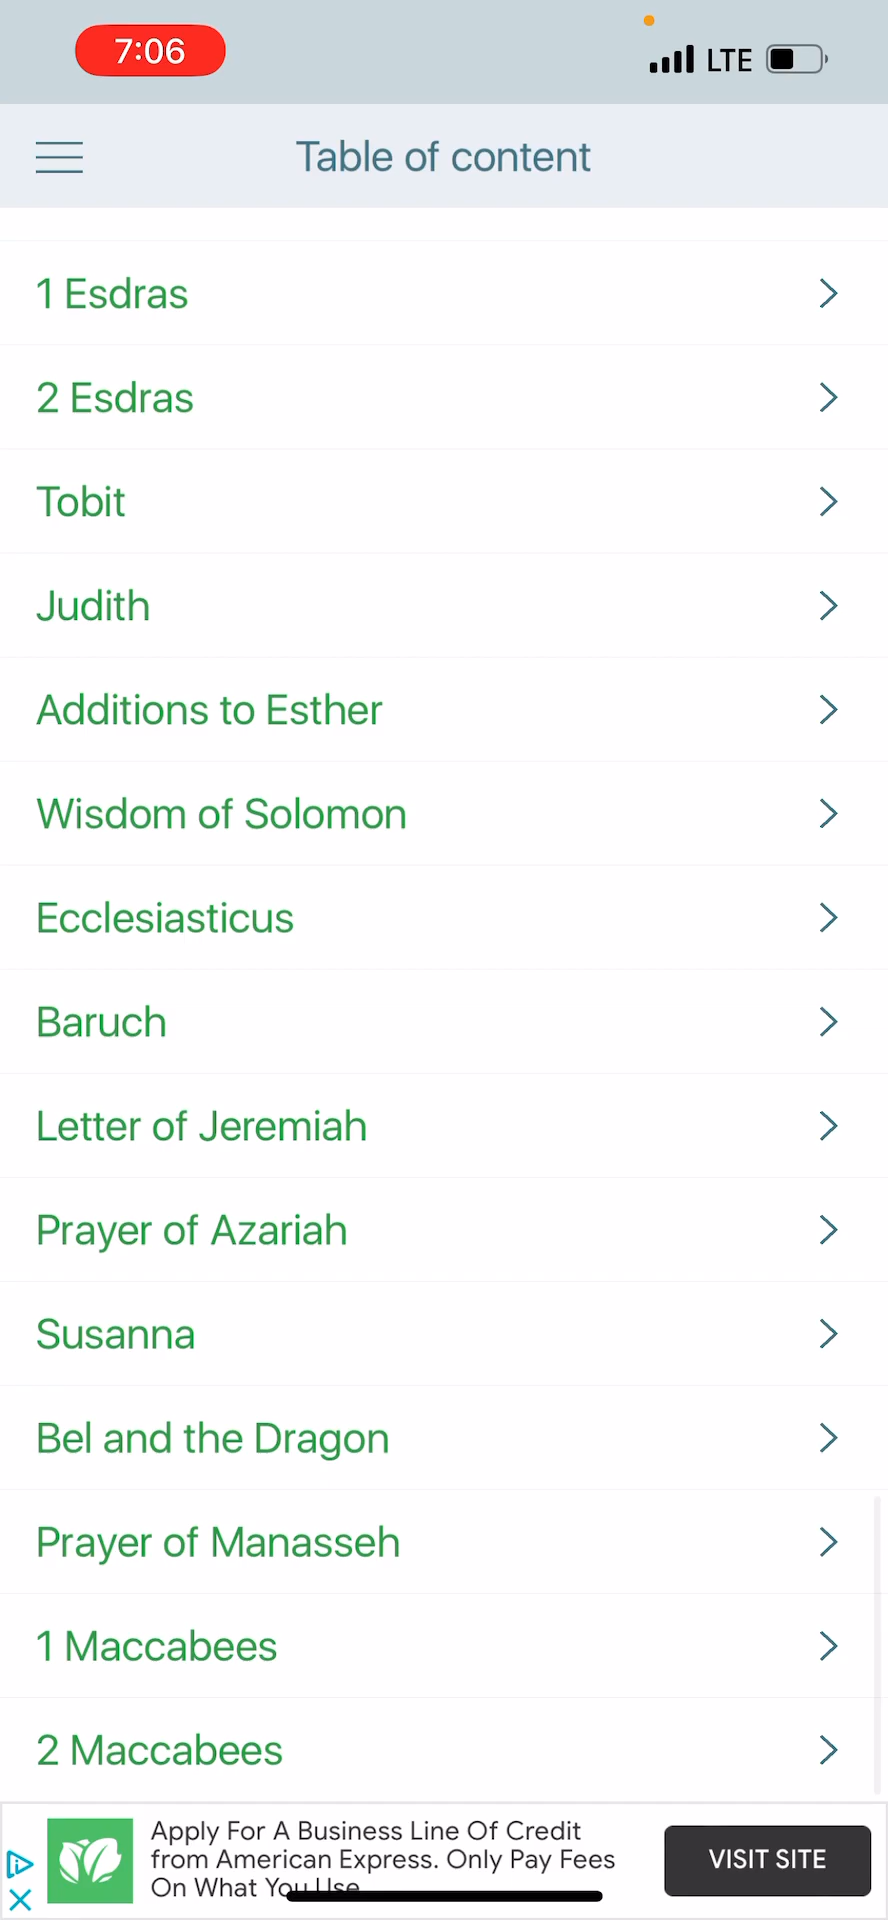 7:06
LTE
Table of content
1 Esdras
2 Esdras
Tobit
Judith
Additions to Esther
Wisdom of Solomon
Ecclesiasticus
Baruch
Letter of Jeremiah
Prayer of Azariah
Susanna
Bel and the Dragon
Prayer of Manasseh
1 Maccabees
2 Maccabees
Apply For A Business Line Of Credit
from American Express. Only Pay Fees
On What You Use
VISIT SITE